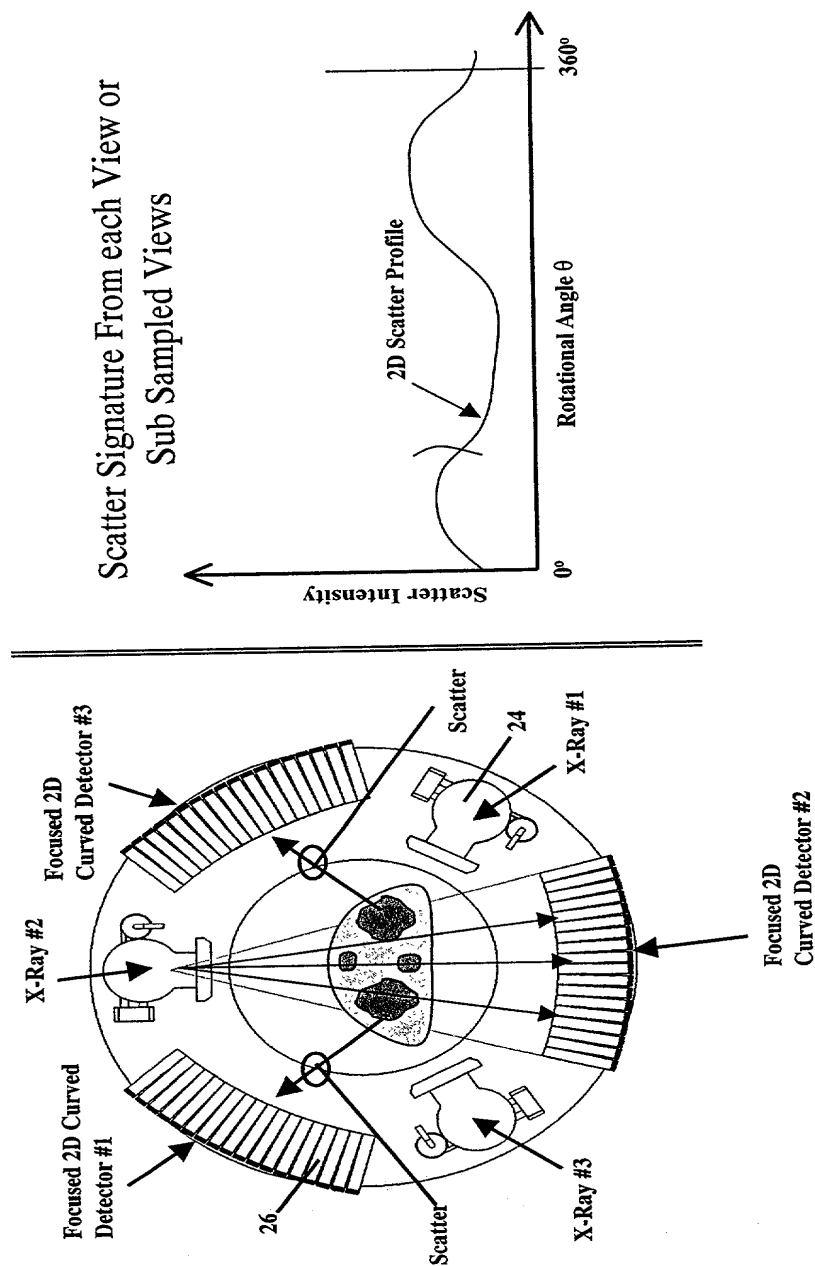 Scatter Signature From each View or
Sub Sampled Views
Scatter Intensity
2D Scatter Profile
0º
Rotational Angle θ
360º
X-Ray #2
Focused 2D
Curved Detector #3
Focused 2D Curved
Detector #1
26
Scatter
Scatter
24
X-Ray #1
X-Ray #3
Focused 2D
Curved Detector #2